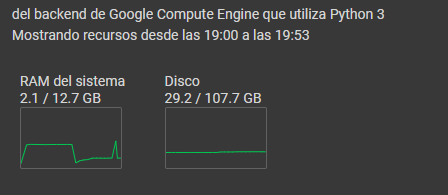 del backend de Google Compute Engine que utiliza Python 3
Mostrando recursos desde las 19:00 a las 19:53
RAM del sistema
2.1 / 12.7 GB
Disco
29.2 / 107.7 GB